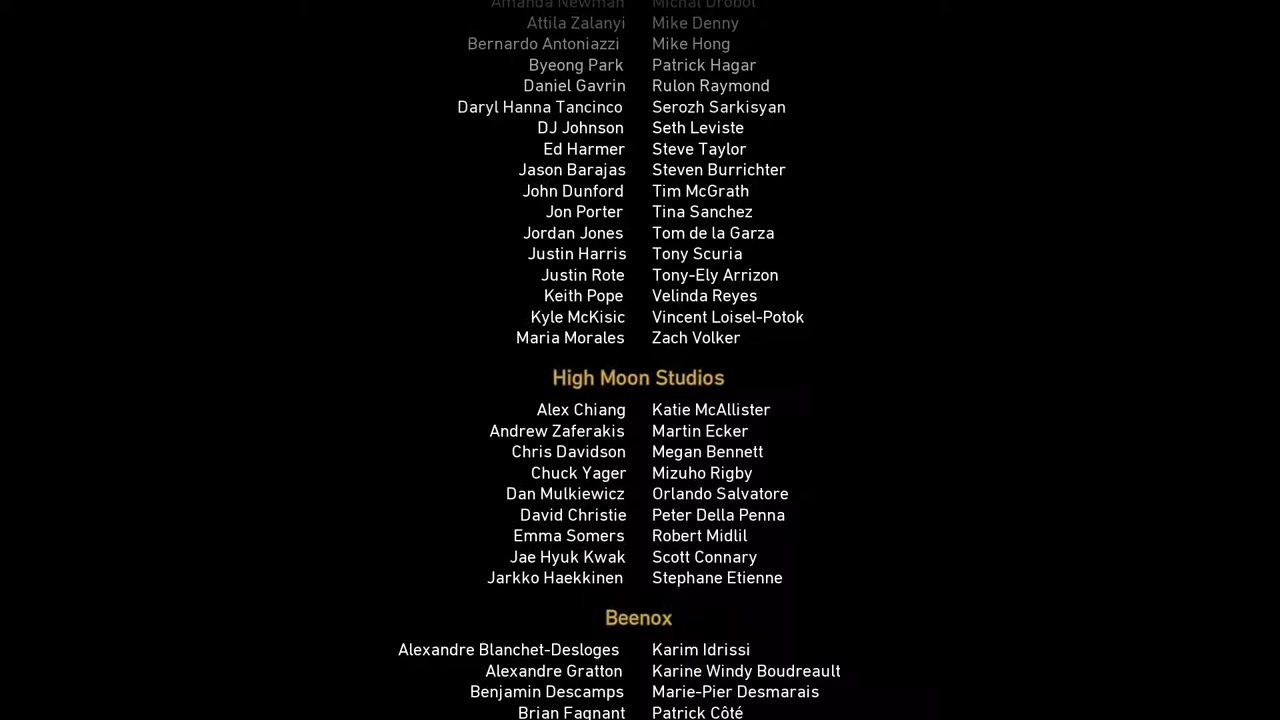 Amanda Newman Michal Drobot
Attila Zalanyi Mike Denny
Bernardo Antoniazzi Mike Hong
Byeong Park Patrick Hagar
Daniel Gavrin Rulon Raymond
Daryl Hanna Tancinco Serozh Sarkisyan
DJ Johnson Seth Leviste
Ed Harmer Steve Taylor
Jason Barajas Steven Burrichter
John Dunford Tim McGrath
Jon Porter Tina Sanchez
Jordan Jones Tom de la Garza
Justin Harris Tony Scuria
Justin Rote Tony-Ely Arrizon
Keith Pope Velinda Reyes
Kyle McKisic Vincent Loisel-Potok
Maria Morales Zach Volker
High Moon Studios
Alex Chiang Katie McAllister
Andrew Zaferakis Martin Ecker
Chris Davidson Megan Bennett
Chuck Yager Mizuho Rigby
Dan Mulkiewicz Orlando Salvatore
David Christie Peter Della Penna
Emma Somers Robert Midlil
Jae Hyuk Kwak Scott Connary
Jarkko Haekkinen Stephane Etienne
Beenox
Alexandre Blanchet-Desloges Karim Idrissi
Alexandre Gratton Karine Windy Boudreault
Benjamin Descamps Marie-Pier Desmarais
Brian Fagnant Patrick Côté